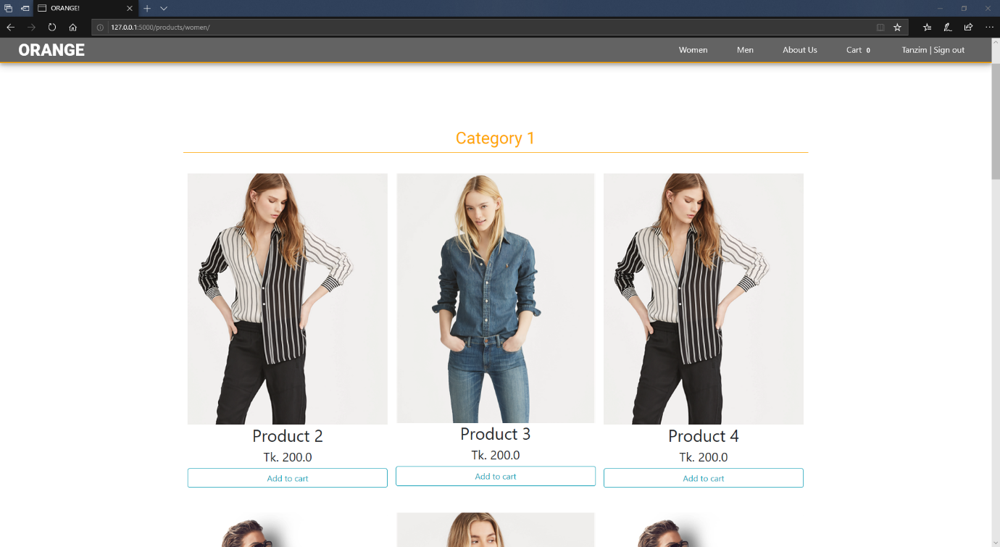 ORANGE!
127.0.0.1:5000/products/women/
ORANGE
Women
Men
About Us
Cart 0
Tanzim | Sign out
Category 1
Product 2
Product 3
Product 4
Tk. 200.0
Tk. 200.0
Tk. 200.0
Add to cart
Add to cart
Add to cart